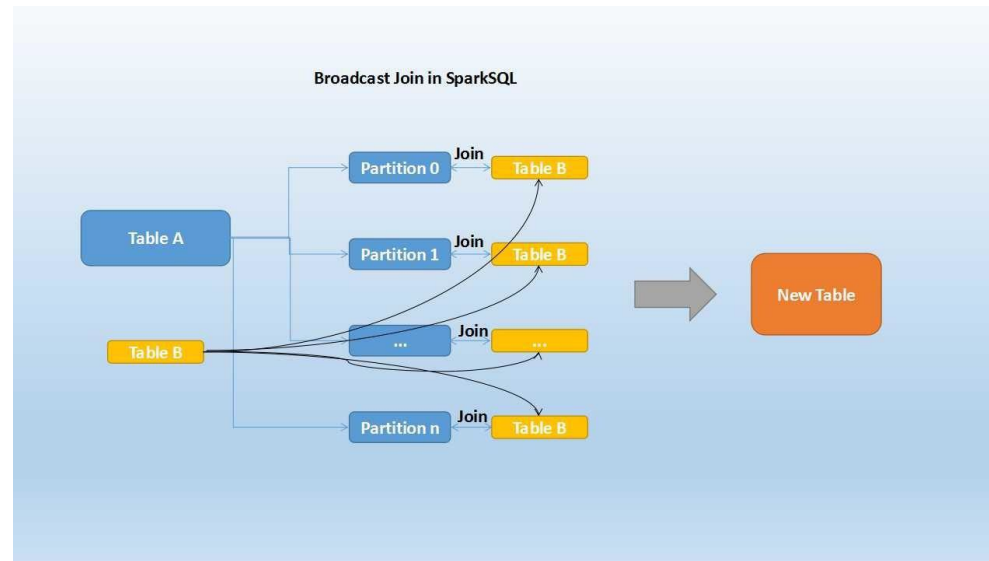 Broadcast Join in SparkSQL
Partition 0
Join
Table B
Table A
Partition 1
Join
Table B
New Table
Table B
...
Join
...
Partition n
Join
Table B